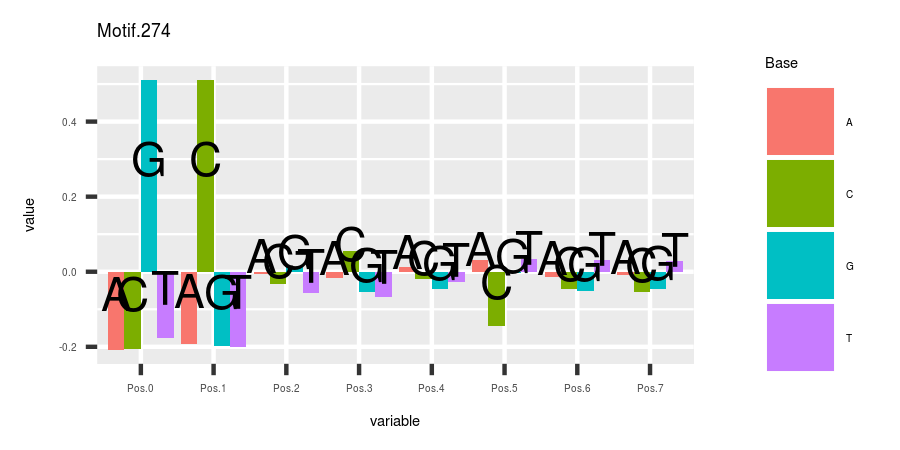 Motif.274
value
0.4
0.2
0.0
-0.2
A C G T A C G T A C G T A C G T A C G T A C G T A C G T A C G T
Pos.0 Pos.1 Pos.2 Pos.3 Pos.4 Pos.5 Pos.6 Pos.7
variable
Base
A
C
G
T